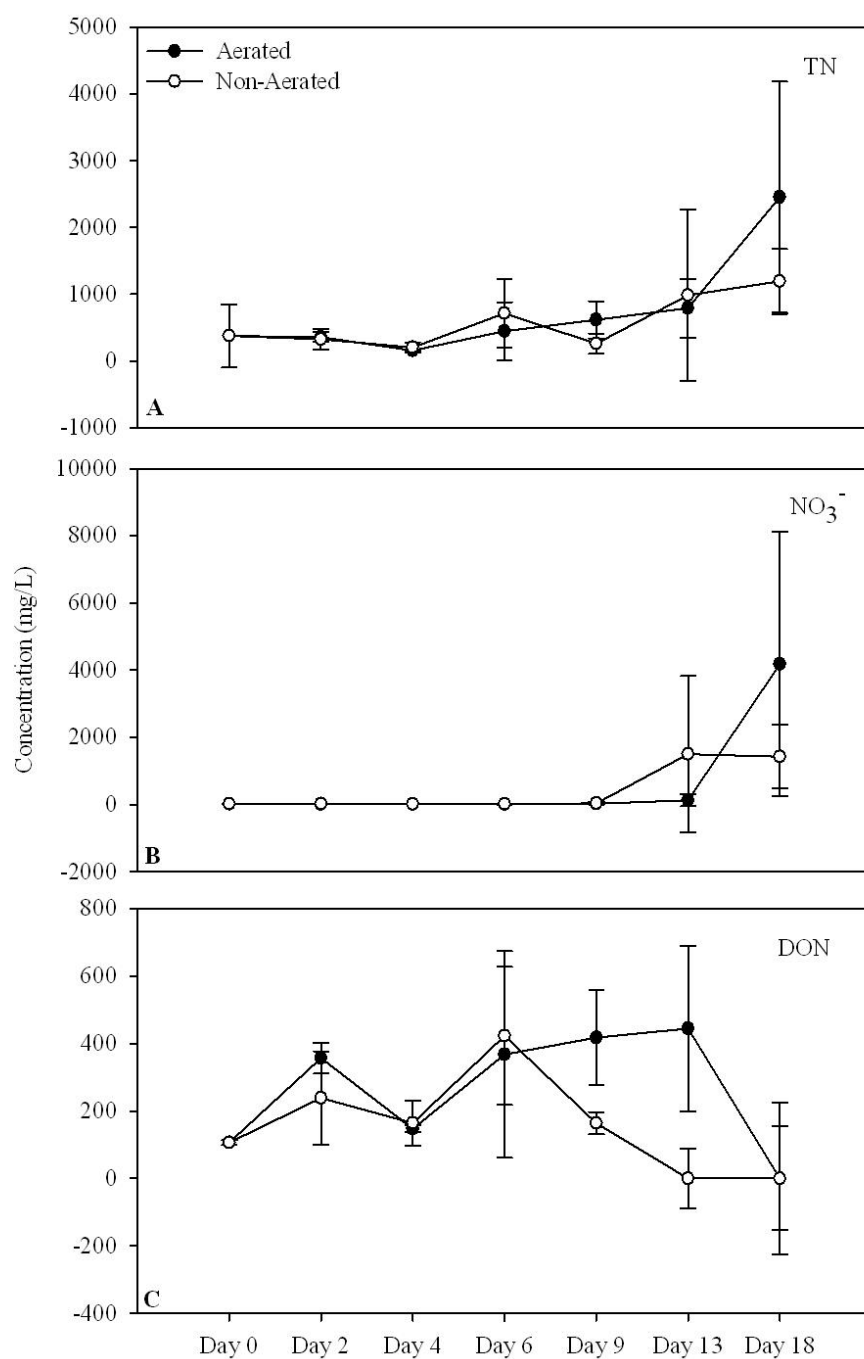 5000
Aerated
Non-Aerated
TN
4000
3000
2000
1000
0
-1000
A
10000
NO3-
8000
6000
4000
2000
0
-2000
B
Concentration (mg/L)
800
DON
600
400
200
0
-200
-400
C
Day 0 Day 2 Day 4 Day 6 Day 9 Day 13 Day 18